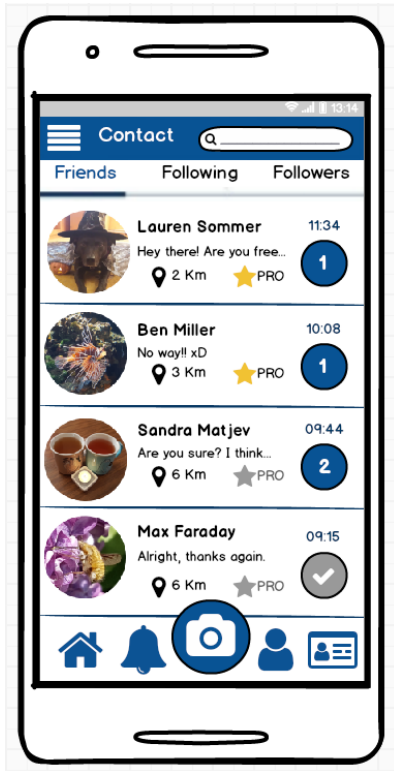 13:14
Contact
Friends Following Followers
Lauren Sommer 11:34
Hey there! Are you free...
1
2 Km PRO
Ben Miller 10:08
No way!! xD
1
3 Km PRO
Sandra Matjev 09:44
Are you sure? I think...
2
6 Km PRO
Max Faraday 09:15
Alright, thanks again.
6 Km PRO